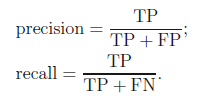 precision = TP / TP + FP;
recall = TP / TP + FN.